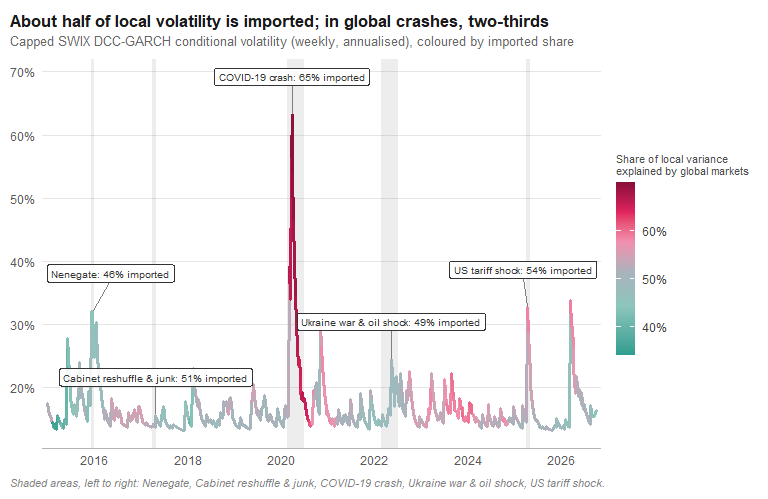 About half of local volatility is imported; in global crashes, two-thirds
Capped SWIX DCC-GARCH conditional volatility (weekly, annualised), coloured by imported share
70%
COVID-19 crash: 65% imported
60%
50%
40%
30%
20%
Nenegate: 46% imported
US tariff shock: 54% imported
Ukraine war & oil shock: 49% imported
Cabinet reshuffle & junk: 51% imported
2016
2018
2020
2022
2024
2026
Share of local variance
explained by global markets
60%
50%
40%
Shaded areas, left to right: Nenegate, Cabinet reshuffle & junk, COVID-19 crash, Ukraine war & oil shock, US tariff shock.